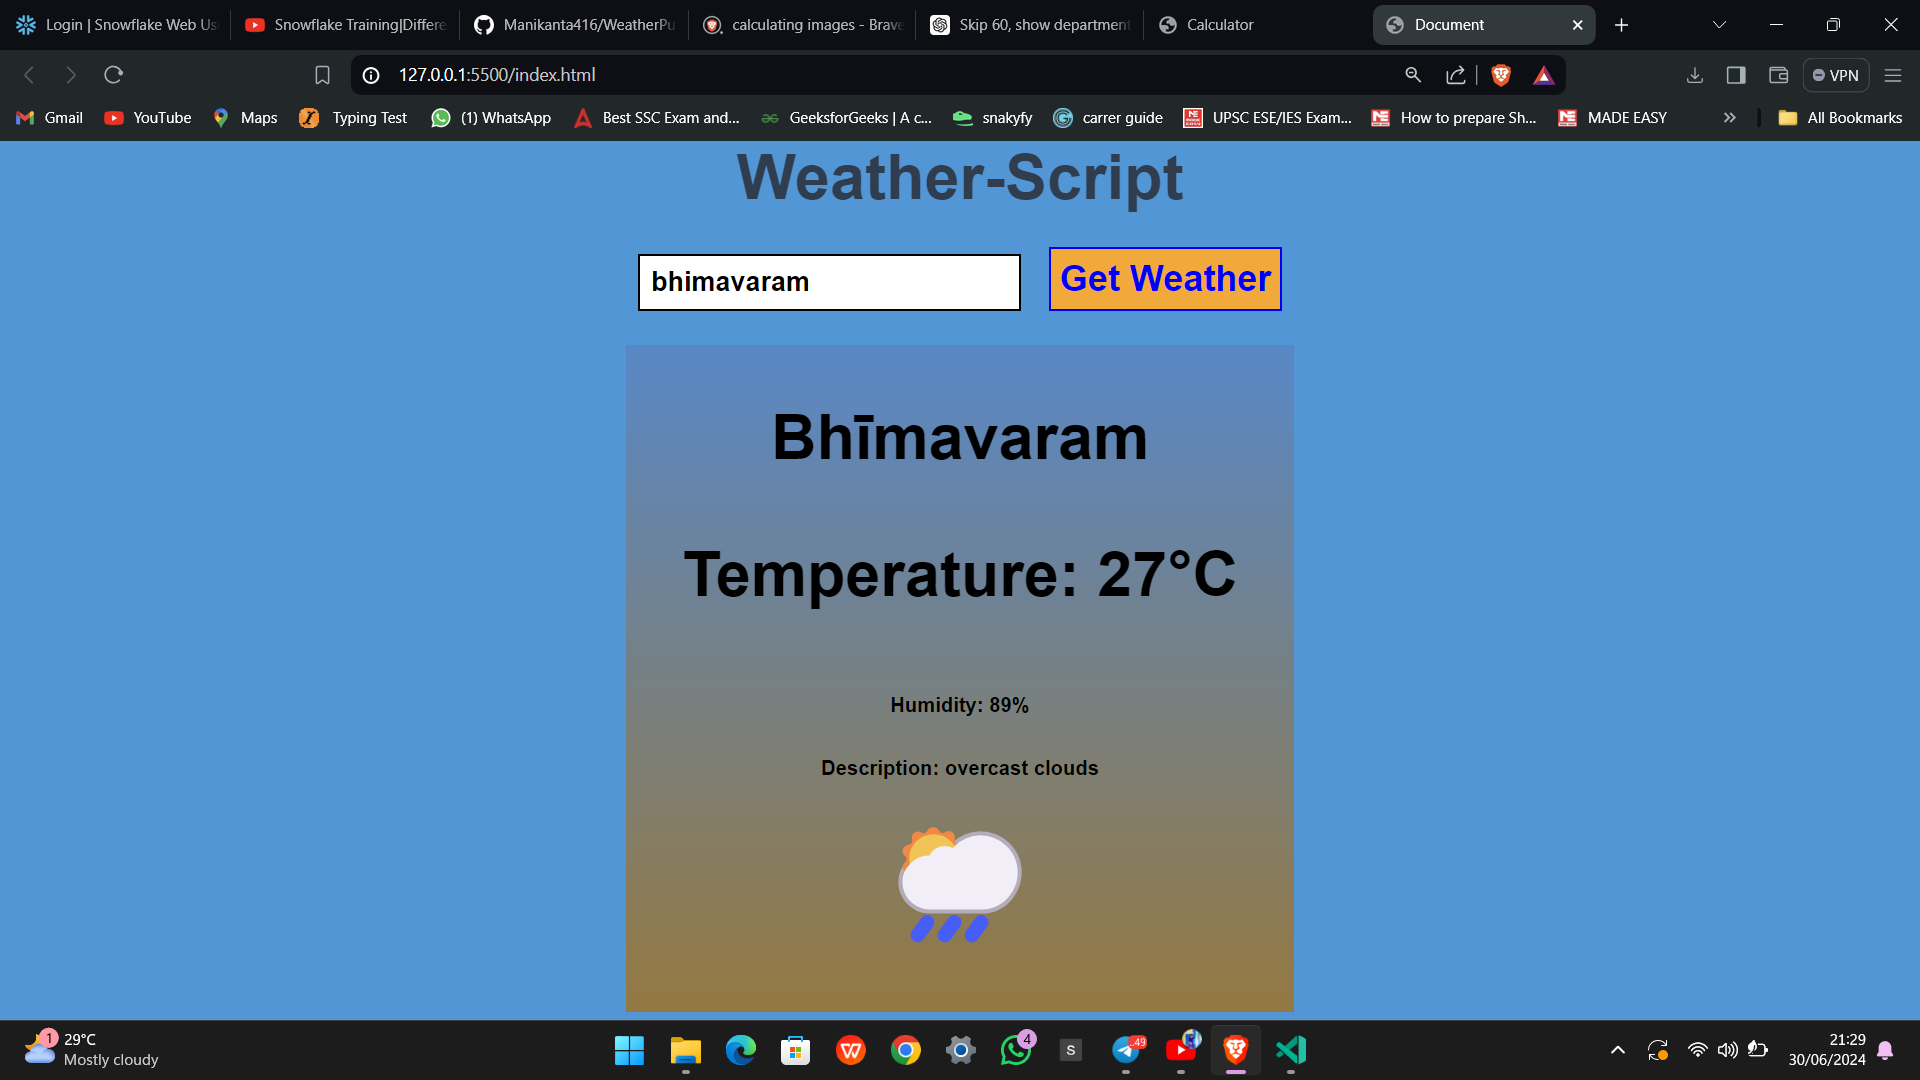 Login | Snowflake Web Us
Snowflake Training|Differe
Manikanta416/WeatherPu
calculating images - Brave
Skip 60, show department
Calculator
Document
127.0.0.1:5500/index.html
VPN
Gmail
YouTube
Maps
Typing Test
(1) WhatsApp
Best SSC Exam and...
GeeksforGeeks | A c...
snakyfy
carrer guide
UPSC ESE/IES Exam...
How to prepare Sh...
MADE EASY
All Bookmarks
Weather-Script
bhimavaram
Get Weather
Bhīmavaram
Temperature: 27°C
Humidity: 89%
Description: overcast clouds
1
29°C
Mostly cloudy
4
S
49
21:29
30/06/2024